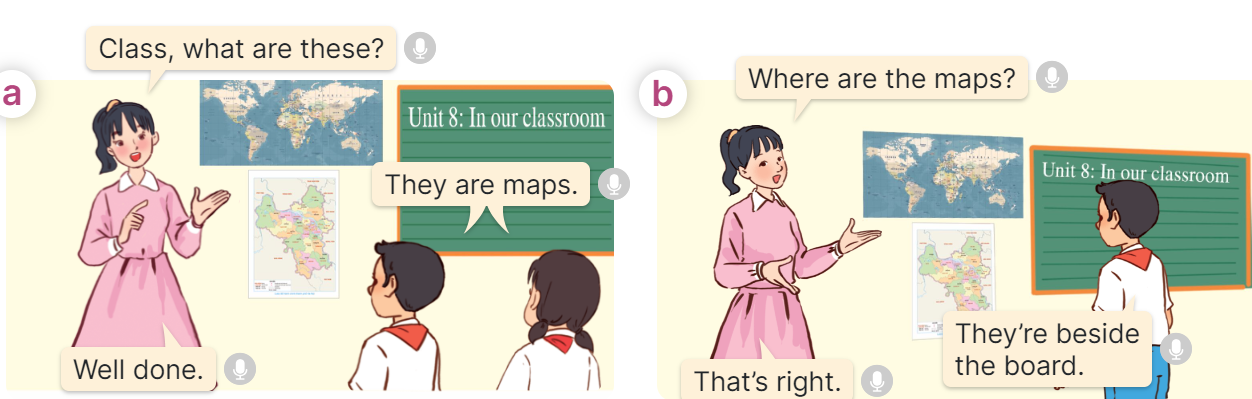 Class, what are these?
a
Unit 8: In our classroom
They are maps.
Well done.
b
Where are the maps?
Unit 8: In our classroom
They're beside
the board.
That's right.